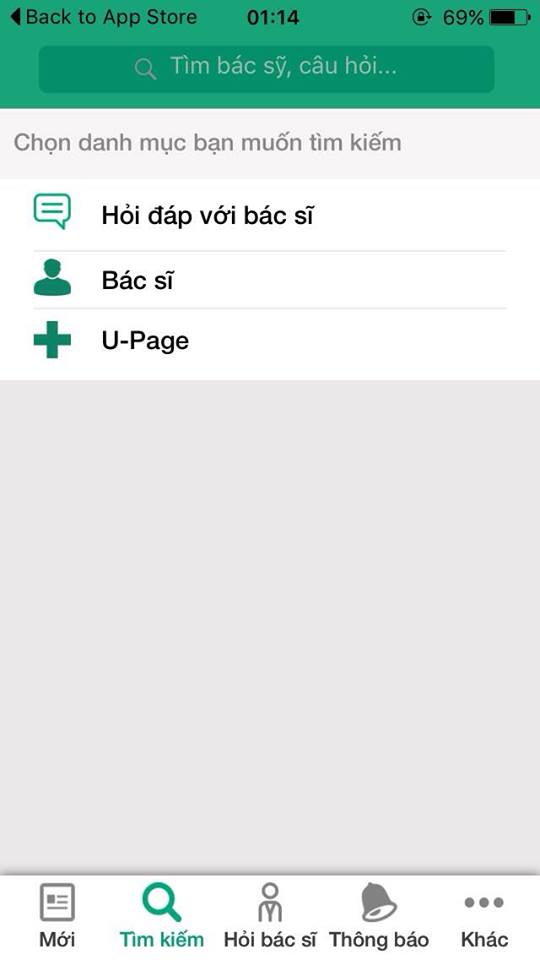 Back to App Store 01:14 69%
Tìm bác sỹ, câu hỏi...
Chọn danh mục bạn muốn tìm kiếm
Hỏi đáp với bác sĩ
Bác sĩ
U-Page
Mới Tìm kiếm Hỏi bác sĩ Thông báo Khác